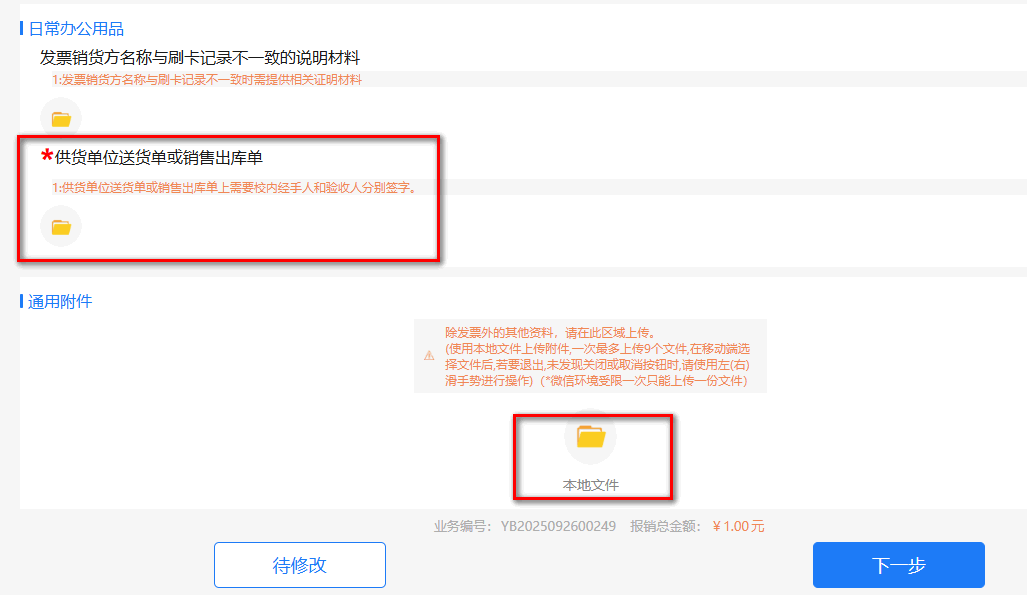 日常办公用品
发票销货方名称与刷卡记录不一致的说明材料
1:发票销货方名称与刷卡记录不一致时需提供相关证明材料
*供货单位送货单或销售出库单
1:供货单位送货单或销售出库单上需要校内经手人和验收人分别签字。
通用附件
除发票外的其他资料，请在此区域上传。
(使用本地文件上传附件,一次最多上传9个文件,在移动端选
择文件后,若要退出,未发现关闭或取消按钮时,请使用左(右)
滑手势进行操作)（*微信环境受限一次只能上传一份文件）
本地文件
业务编号：YB2025092600249 报销总金额：￥1.00元
待修改
下一步